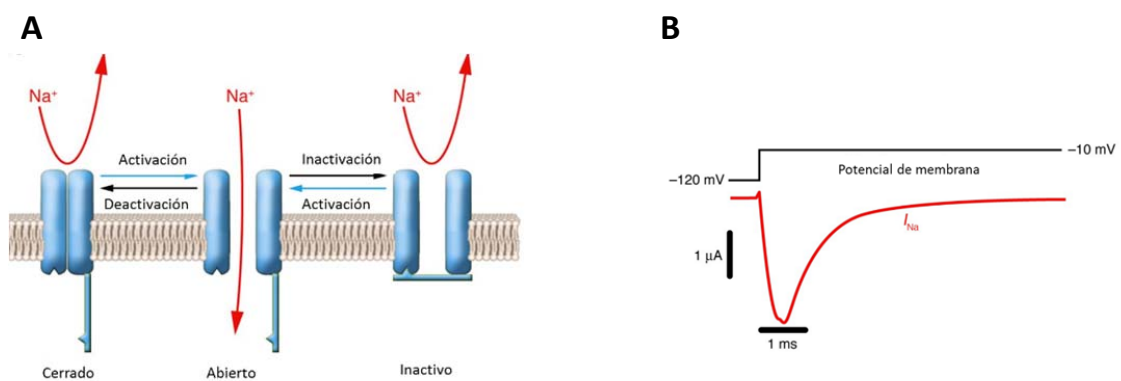 A
Na⁺
Na⁺
Na⁺
Activación
Deactivación
Inactivación
Activación
Cerrado
Abierto
Inactivo
B
−10 mV
−120 mV
Potencial de membrana
I_Na
1 μA
1 ms